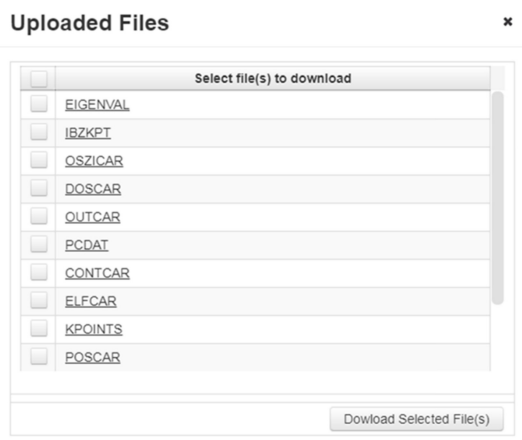 Uploaded Files
Select file(s) to download
EIGENVAL
IBZKPT
OSZICAR
DOSCAR
OUTCAR
PCDAT
CONTCAR
ELFCAR
KPOINTS
POSCAR
Dowload Selected File(s)